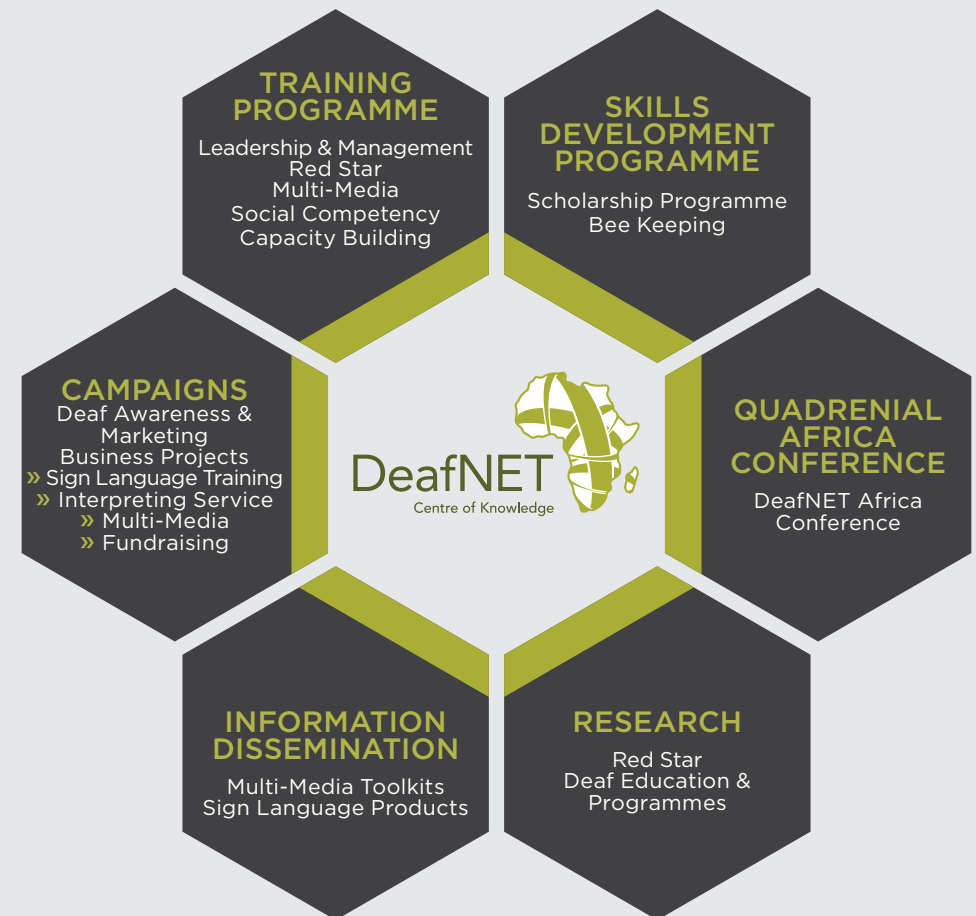 TRAINING
PROGRAMME
Leadership & Management
Red Star
Multi-Media
Social Competency
Capacity Building
SKILLS
DEVELOPMENT
PROGRAMME
Scholarship Programme
Bee Keeping
CAMPAIGNS
Deaf Awareness &
Marketing
Business Projects
» Sign Language Training
» Interpreting Service
» Multi-Media
» Fundraising
DeafNET
Centre of Knowledge
QUADRENIAL
AFRICA
CONFERENCE
DeafNET Africa
Conference
INFORMATION
DISSEMINATION
Multi-Media Toolkits
Sign Language Products
RESEARCH
Red Star
Deaf Education &
Programmes